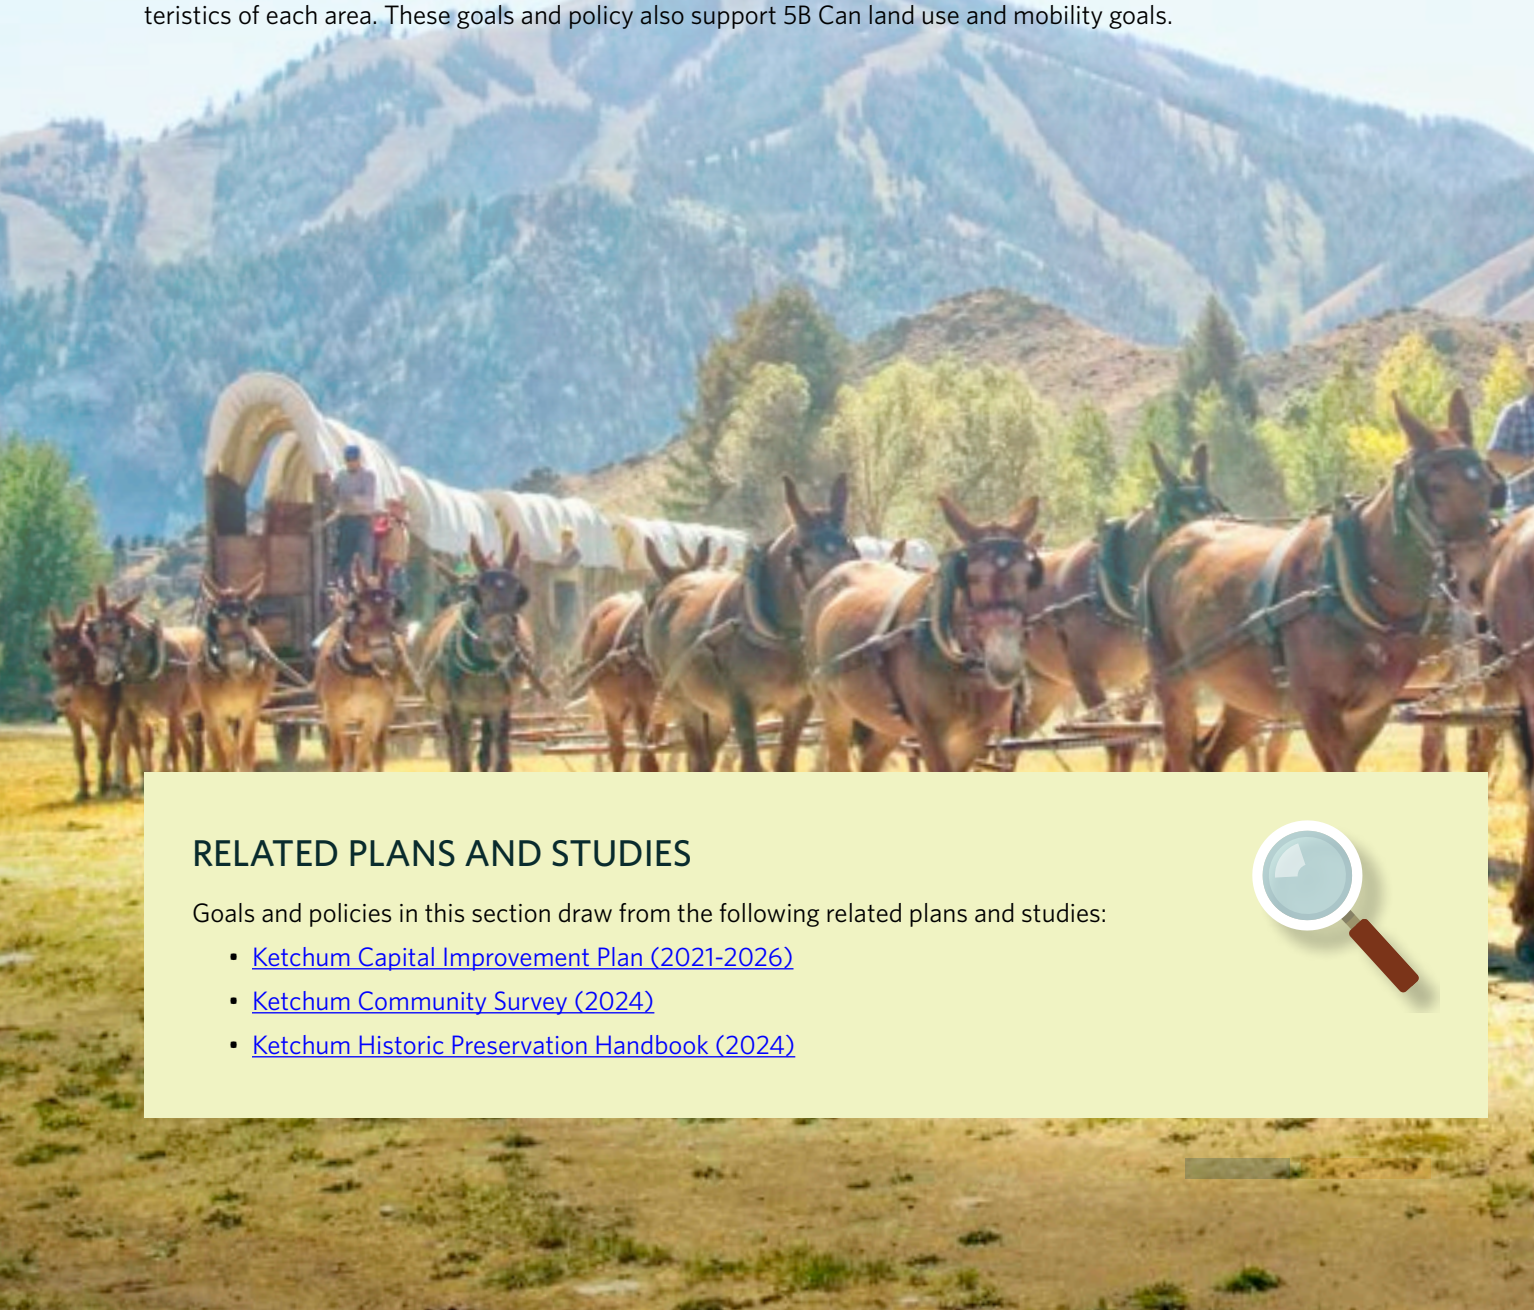 teristics of each area. These goals and policy also support 5B Can land use and mobility goals.
RELATED PLANS AND STUDIES
Goals and policies in this section draw from the following related plans and studies:
• Ketchum Capital Improvement Plan (2021-2026)
• Ketchum Community Survey (2024)
• Ketchum Historic Preservation Handbook (2024)